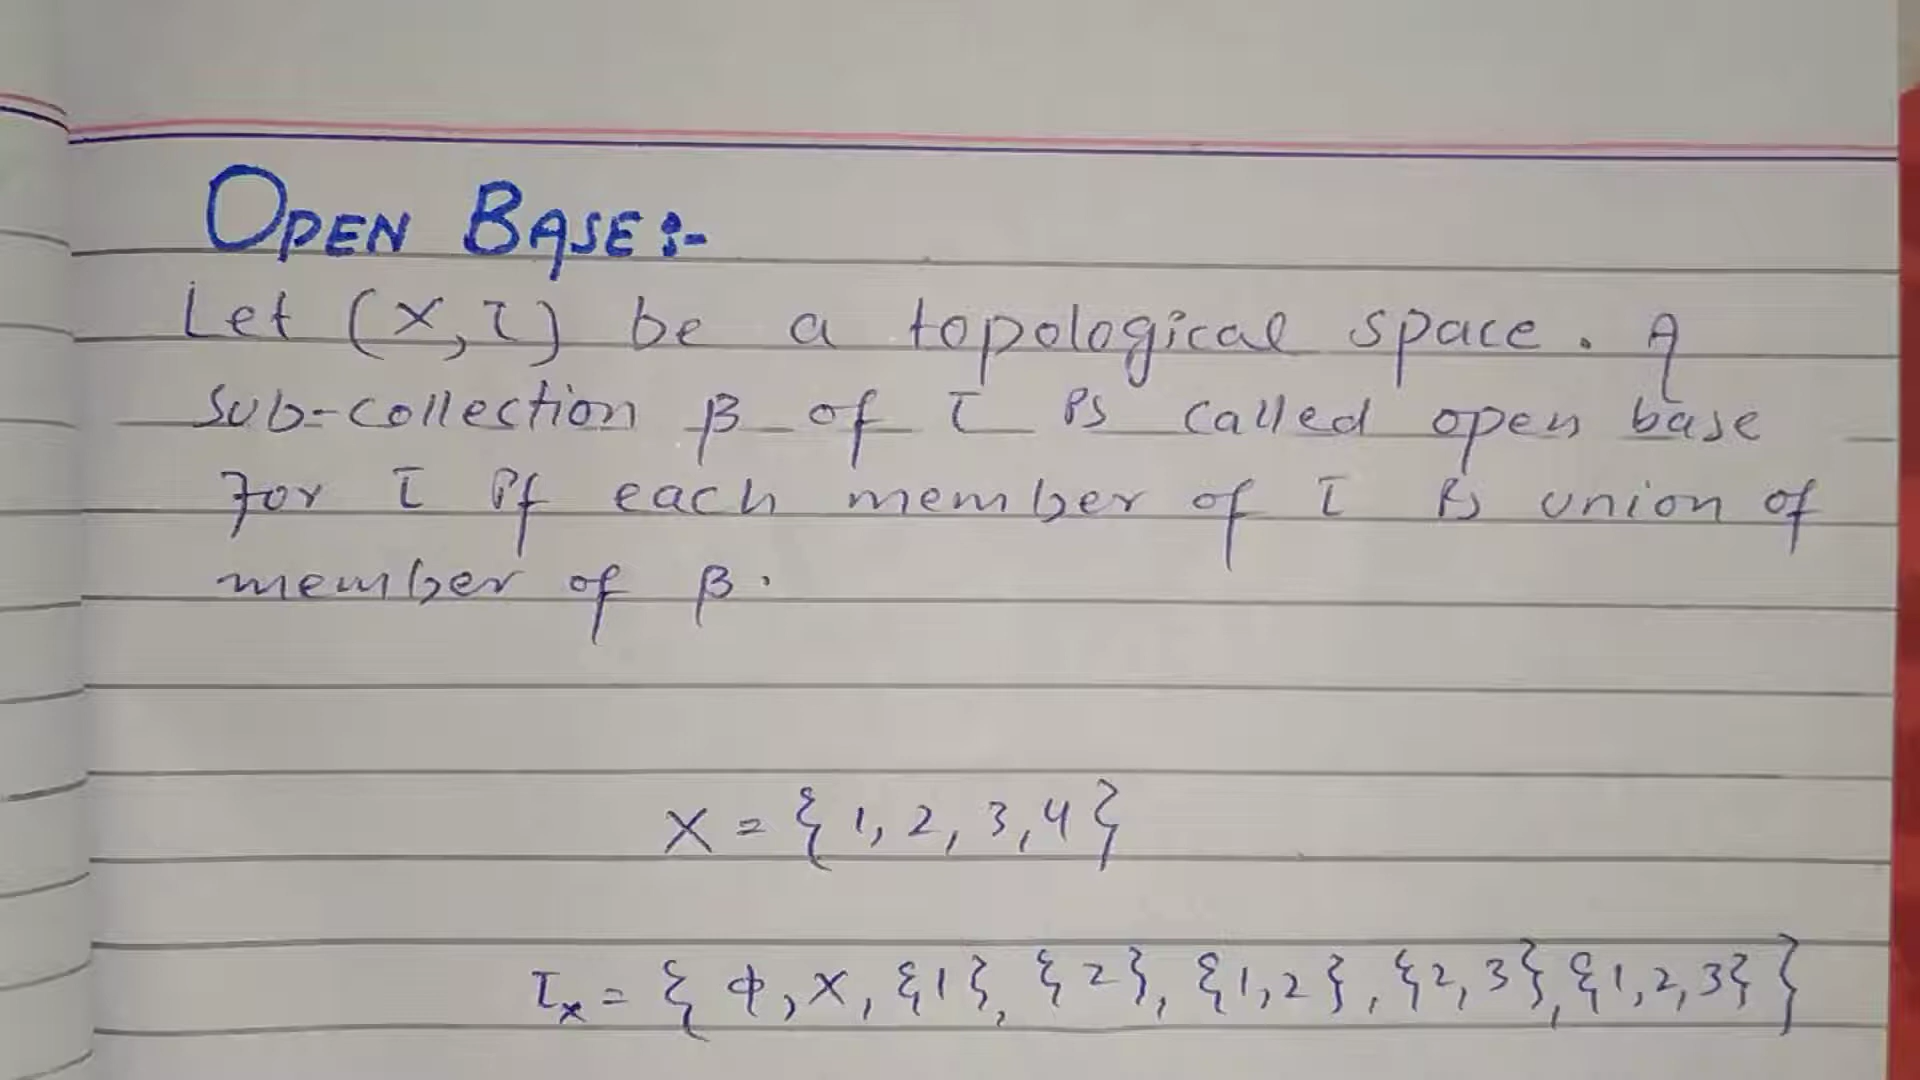 OPEN BASE:-
Let (X, τ) be a topological space. A
sub-collection β of τ is called open base
for τ if each member of τ is union of
member of β.
X = { 1, 2, 3, 4 }
τₓ = { φ, X, {1}, {2}, {1,2}, {2,3}, {1,2,3} }